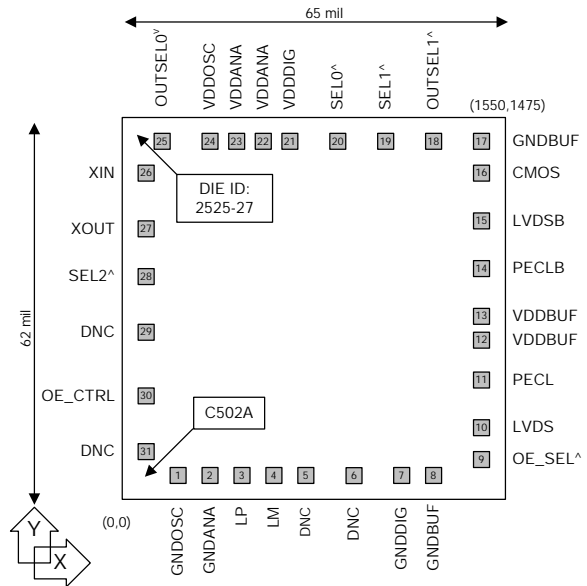 65 mil
OUTSEL0^V
VDDOSC
VDDANA
VDDANA
VDDDIG
SEL0^
SEL1^
OUTSEL1^
(1550,1475)
25 24 23 22 21 20 19 18 17 GNDBUF
XIN 26
DIE ID:
2525-27
16 CMOS
XOUT 27
15 LVDSB
SEL2^ 28
14 PECLB
62 mil
13 VDDBUF
DNC 29
12 VDDBUF
11 PECL
OE_CTRL 30
C502A
10 LVDS
DNC 31
9 OE_SEL^
1 2 3 4 5 6 7 8
(0,0)
GNDOSC
GNDANA
LP
LM
DNC
DNC
GNDDIG
GNDBUF
Y
X